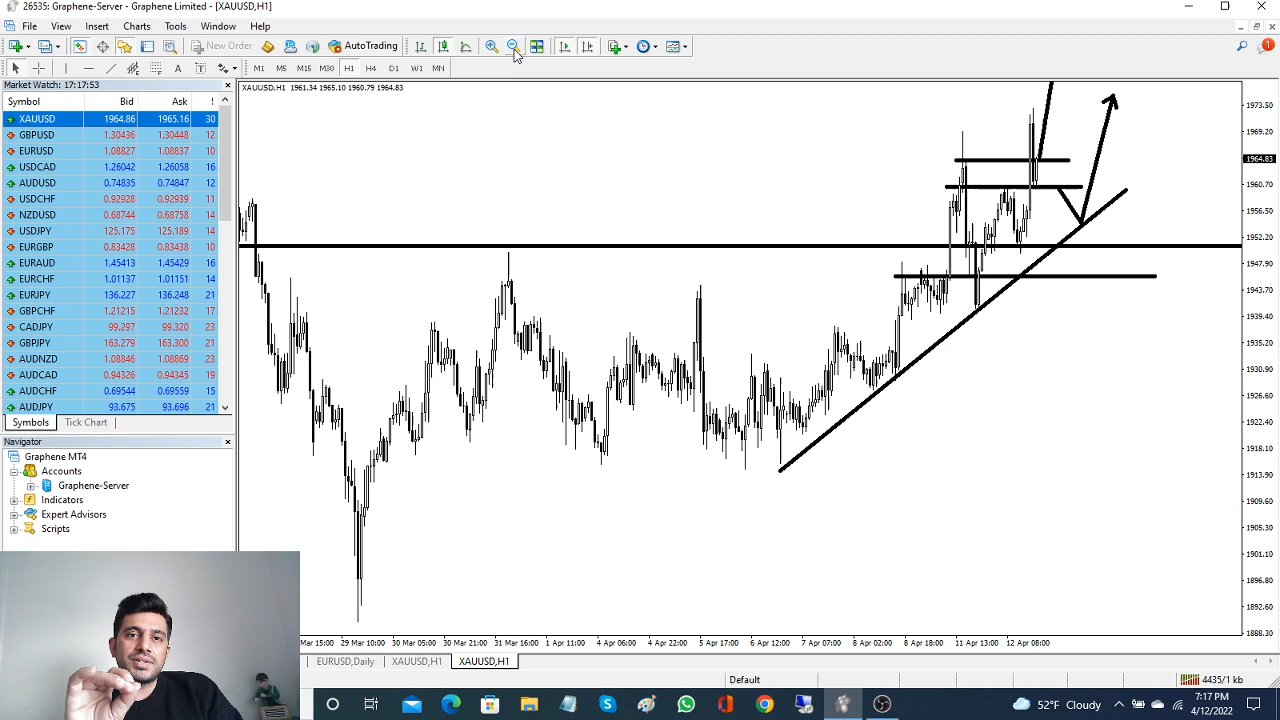 26535: Graphene-Server - Graphene Limited - [XAUUSD,H1]
File View Insert Charts Tools Window Help
New Order AutoTrading
M1 M5 M15 M30 H1 H4 D1 W1 MN
Market Watch: 17:17:53
Symbol Bid Ask !
XAUUSD 1964.86 1965.16 30
GBPUSD 1.30436 1.30448 12
EURUSD 1.08827 1.08837 10
USDCAD 1.26042 1.26058 16
AUDUSD 0.74835 0.74847 12
USDCHF 0.92928 0.92939 11
NZDUSD 0.68744 0.68758 14
USDJPY 125.175 125.189 14
EURGBP 0.83428 0.83438 10
EURAUD 1.45413 1.45429 16
EURCHF 1.01137 1.01151 14
EURJPY 136.227 136.248 21
GBPCHF 1.21215 1.21232 17
CADJPY 99.297 99.320 23
GBPJPY 163.279 163.300 21
AUDNZD 1.08846 1.08869 23
AUDCAD 0.94326 0.94345 19
AUDCHF 0.69544 0.69559 15
AUDJPY 93.675 93.696 21
Symbols Tick Chart
Navigator
Graphene MT4
Accounts
Graphene-Server
Indicators
Expert Advisors
Scripts
XAUUSD,H1 1961.34 1965.10 1960.79 1964.83
1973.50
1969.20
1964.83
1960.70
1956.50
1952.20
1947.90
1943.70
1939.40
1935.20
1930.90
1926.60
1922.40
1918.10
1913.90
1909.60
1905.30
1901.10
1896.80
1892.60
1888.30
Mar 15:00 29 Mar 10:00 30 Mar 05:00 30 Mar 21:00 31 Mar 16:00 1 Apr 11:00 4 Apr 06:00 4 Apr 22:00 5 Apr 17:00 6 Apr 12:00 7 Apr 07:00 8 Apr 02:00 8 Apr 18:00 11 Apr 13:00 12 Apr 08:00
EURUSD,Daily XAUUSD,H1 XAUUSD,H1
Default 4435/1 kb
52°F Cloudy 7:17 PM
4/12/2022 1